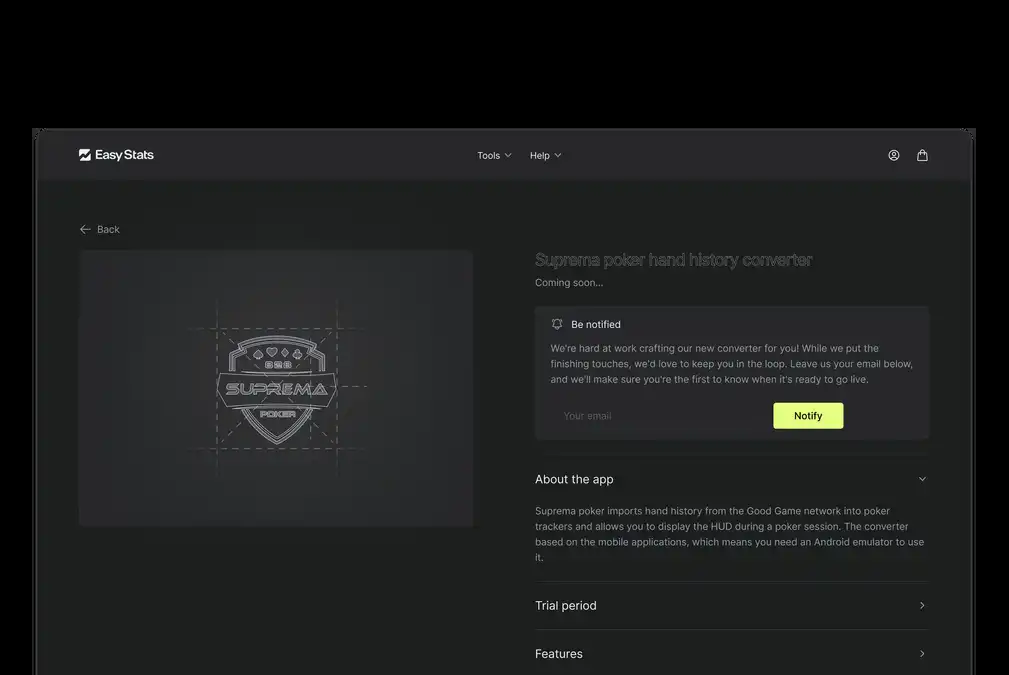 EasyStats
Tools
Help
Back
SUPREMA
POKER
Suprema poker hand history converter
Coming soon...
Be notified
We're hard at work crafting our new converter for you! While we put the
finishing touches, we'd love to keep you in the loop. Leave us your email below,
and we'll make sure you're the first to know when it's ready to go live.
Your email
Notify
About the app
Suprema poker imports hand history from the Good Game network into poker
trackers and allows you to display the HUD during a poker session. The converter
based on the mobile applications, which means you need an Android emulator to use
it.
Trial period
Features